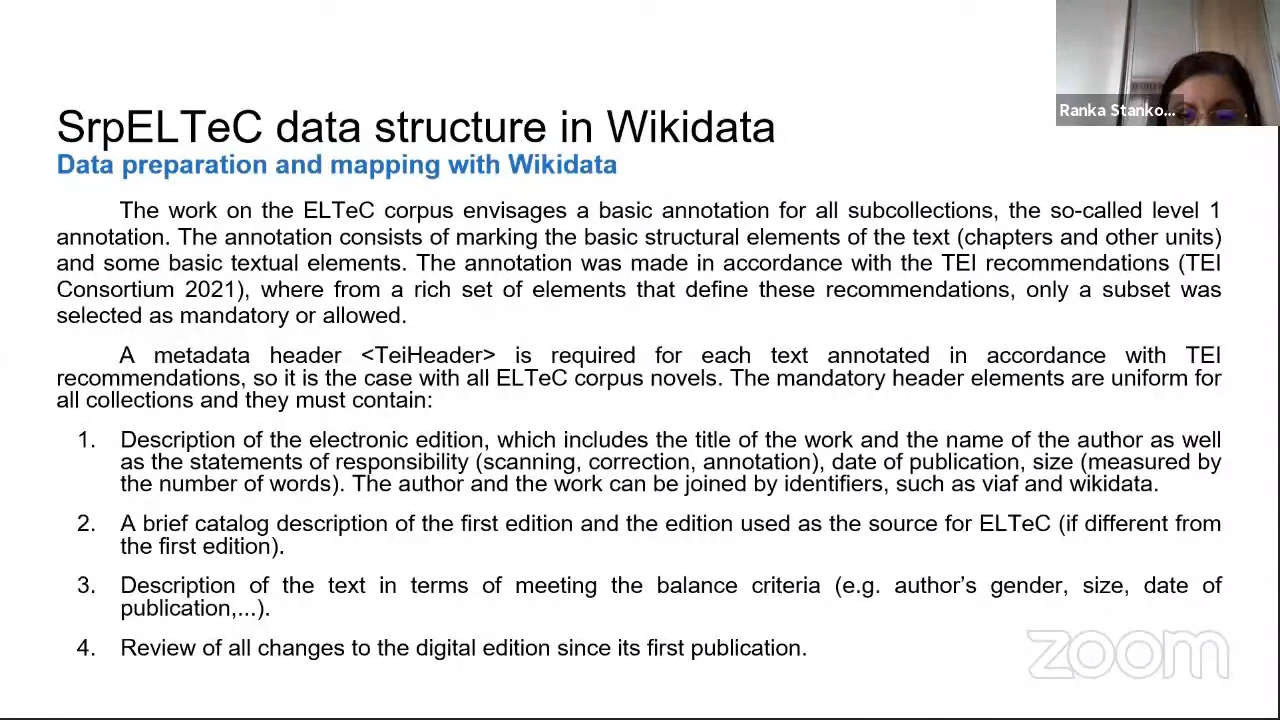 Ranka Stanko...
SrpELTeC data structure in Wikidata
Data preparation and mapping with Wikidata
The work on the ELTeC corpus envisages a basic annotation for all subcollections, the so-called level 1
annotation. The annotation consists of marking the basic structural elements of the text (chapters and other units)
and some basic textual elements. The annotation was made in accordance with the TEI recommendations (TEI
Consortium 2021), where from a rich set of elements that define these recommendations, only a subset was
selected as mandatory or allowed.
A metadada header <TeiHeader> is required for each text annotated in accordance with TEI
recommendations, so it is the case with all ELTeC corpus novels. The mandatory header elements are uniform for
all collections and they must contain:
1. Description of the electronic edition, which includes the title of the work and the name of the author as well
as the statements of responsibility (scanning, correction, annotation), date of publication, size (measured by
the number of words). The author and the work can be joined by identifiers, such as viaf and wikidata.
2. A brief catalog description of the first edition and the edition used as the source for ELTeC (if different from
the first edition).
3. Description of the text in terms of meeting the balance criteria (e.g. author's gender, size, date of
publication,...).
4. Review of all changes to the digital edition since its first publication.
zoom